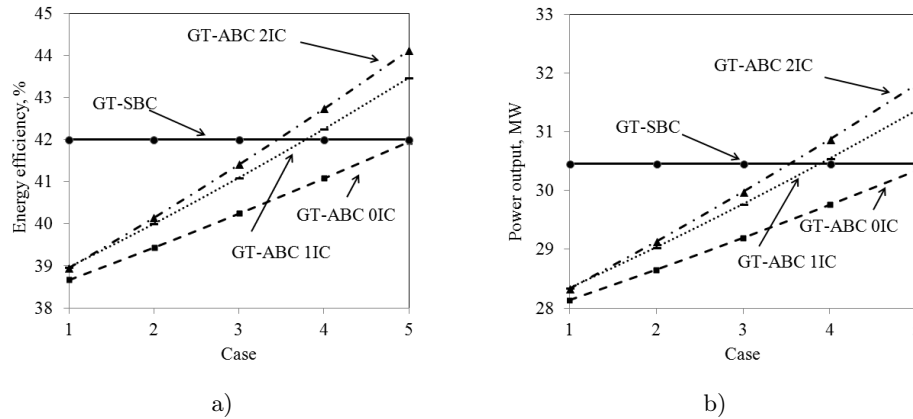 45
44
43
42
41
40
39
38
Energy efficiency, %
GT-ABC 2IC
GT-SBC
GT-ABC 0IC
GT-ABC 1IC
1 2 3 4 5
Case
a)
33
32
31
30
29
28
Power output, MW
GT-ABC 2IC
GT-SBC
GT-ABC 0IC
GT-ABC 1IC
1 2 3 4
Case
b)